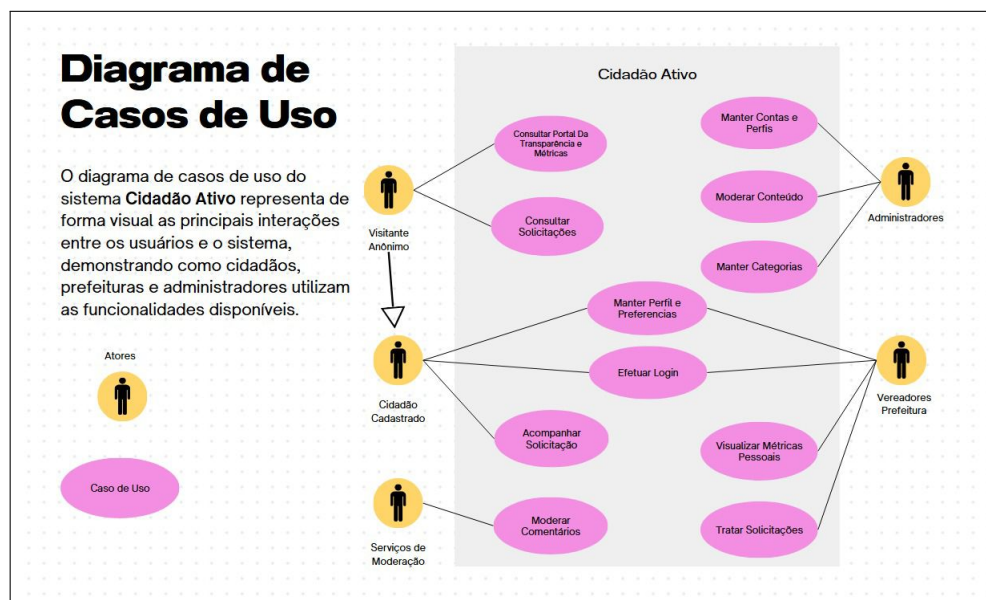 Diagrama de
Casos de Uso
O diagrama de casos de uso do
sistema Cidadão Ativo representa de
forma visual as principais interações
entre os usuários e o sistema,
demonstrando como cidadãos,
prefeituras e administradores utilizam
as funcionalidades disponíveis.
Atores
Caso de Uso
Cidadão Ativo
Visitante
Anônimo
Consultar Portal Da
Transparência e
Métricas
Consultar
Solicitações
Manter Contas e
Perfis
Moderar Conteúdo
Manter Categorias
Administradores
Cidadão
Cadastrado
Manter Perfil e
Preferencias
Efetuar Login
Acompanhar
Solicitação
Vereadores
Prefeitura
Visualizar Métricas
Pessoais
Tratar Solicitações
Serviços de
Moderação
Moderar
Comentários